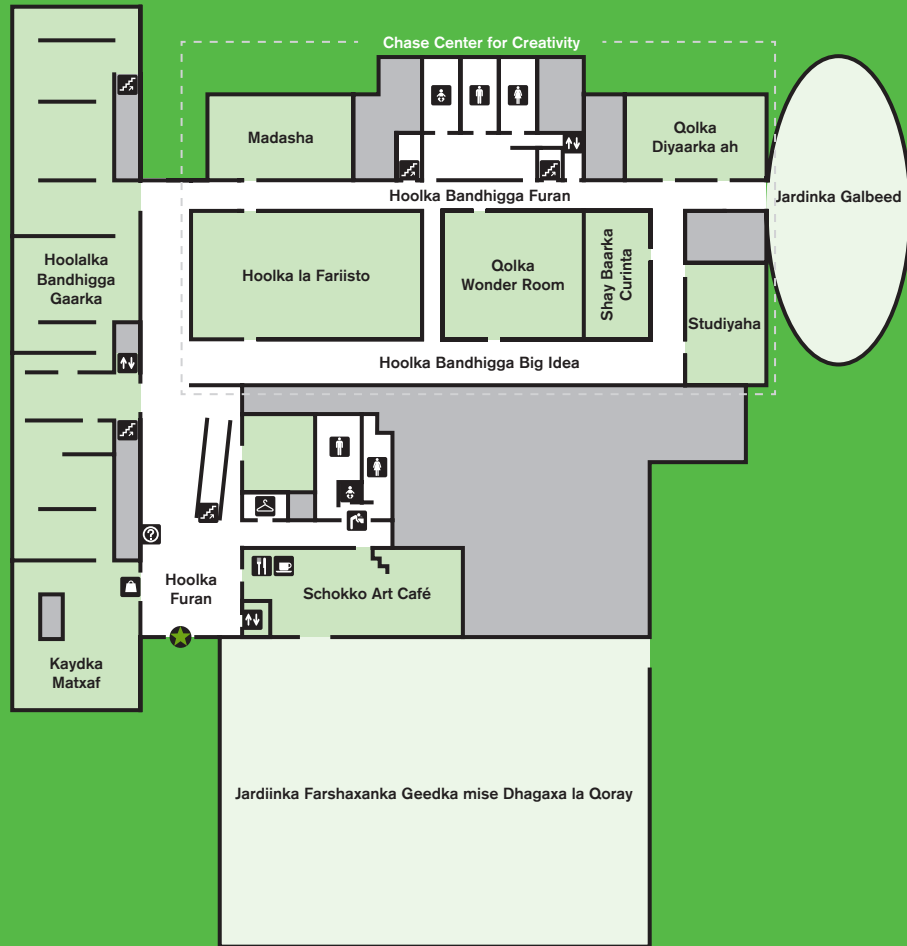 Chase Center for Creativity
Madasha
Qolka
Diyaarka ah
Hoolka Bandhigga Furan
Jardinka Galbeed
Hoolalka
Bandhigga
Gaarka
Hoolka la Fariisto
Qolka
Wonder Room
Shay Baarka
Curinta
Studiyaha
Hoolka Bandhigga Big Idea
Hoolka
Furan
Schokko Art Café
Kaydka
Matxaf
Jardiinka Farshaxanka Geedka mise Dhagaxa la Qoray